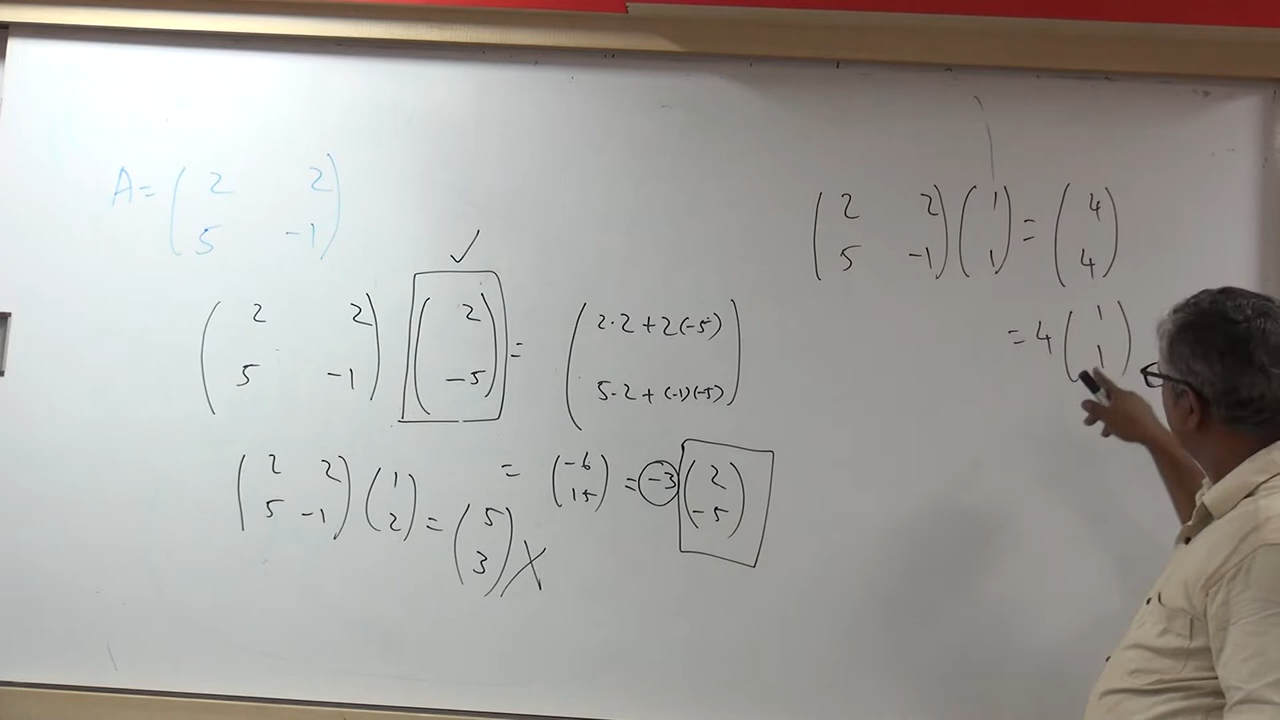 A = ( 2 2
5 -1 )
✓
( 2 2
5 -1 ) ( 2
-5 ) = ( 2·2 + 2(-5)
5·2 + (-1)(-5) )
= ( -6
15 ) = -3 ( 2
-5 )
( 2 2
5 -1 ) ( 1
2 ) = ( 5
3 ) X
( 2 2
5 -1 ) ( 1
1 ) = ( 4
4 )
= 4 ( 1
1 )